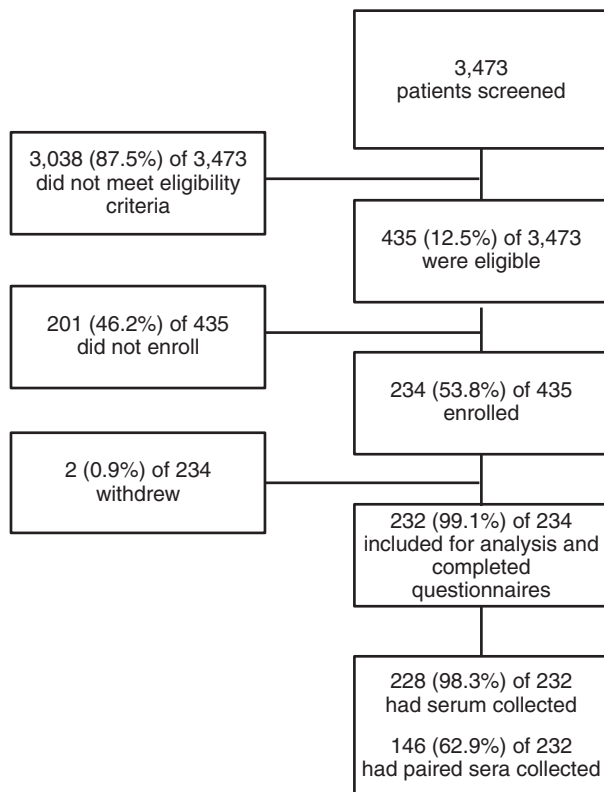 3,473
patients screened
3,038 (87.5%) of 3,473
did not meet eligibility
criteria
435 (12.5%) of 3,473
were eligible
201 (46.2%) of 435
did not enroll
234 (53.8%) of 435
enrolled
2 (0.9%) of 234
withdrew
232 (99.1%) of 234
included for analysis and
completed
questionnaires
228 (98.3%) of 232
had serum collected
146 (62.9%) of 232
had paired sera collected